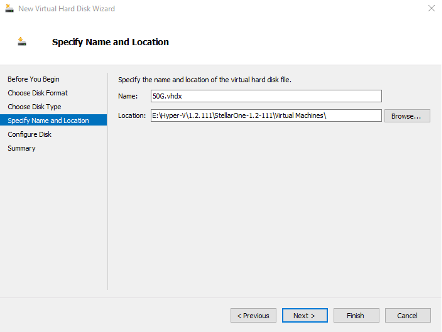 New Virtual Hard Disk Wizard
Specify Name and Location
Before You Begin
Choose Disk Format
Choose Disk Type
Specify Name and Location
Configure Disk
Summary
Specify the name and location of the virtual hard disk file.
Name: 50G.vhdx
Location: E:\Hyper-V\1.2.111\StellarOne-1.2-111\Virtual Machines\ Browse...
< Previous Next > Finish Cancel